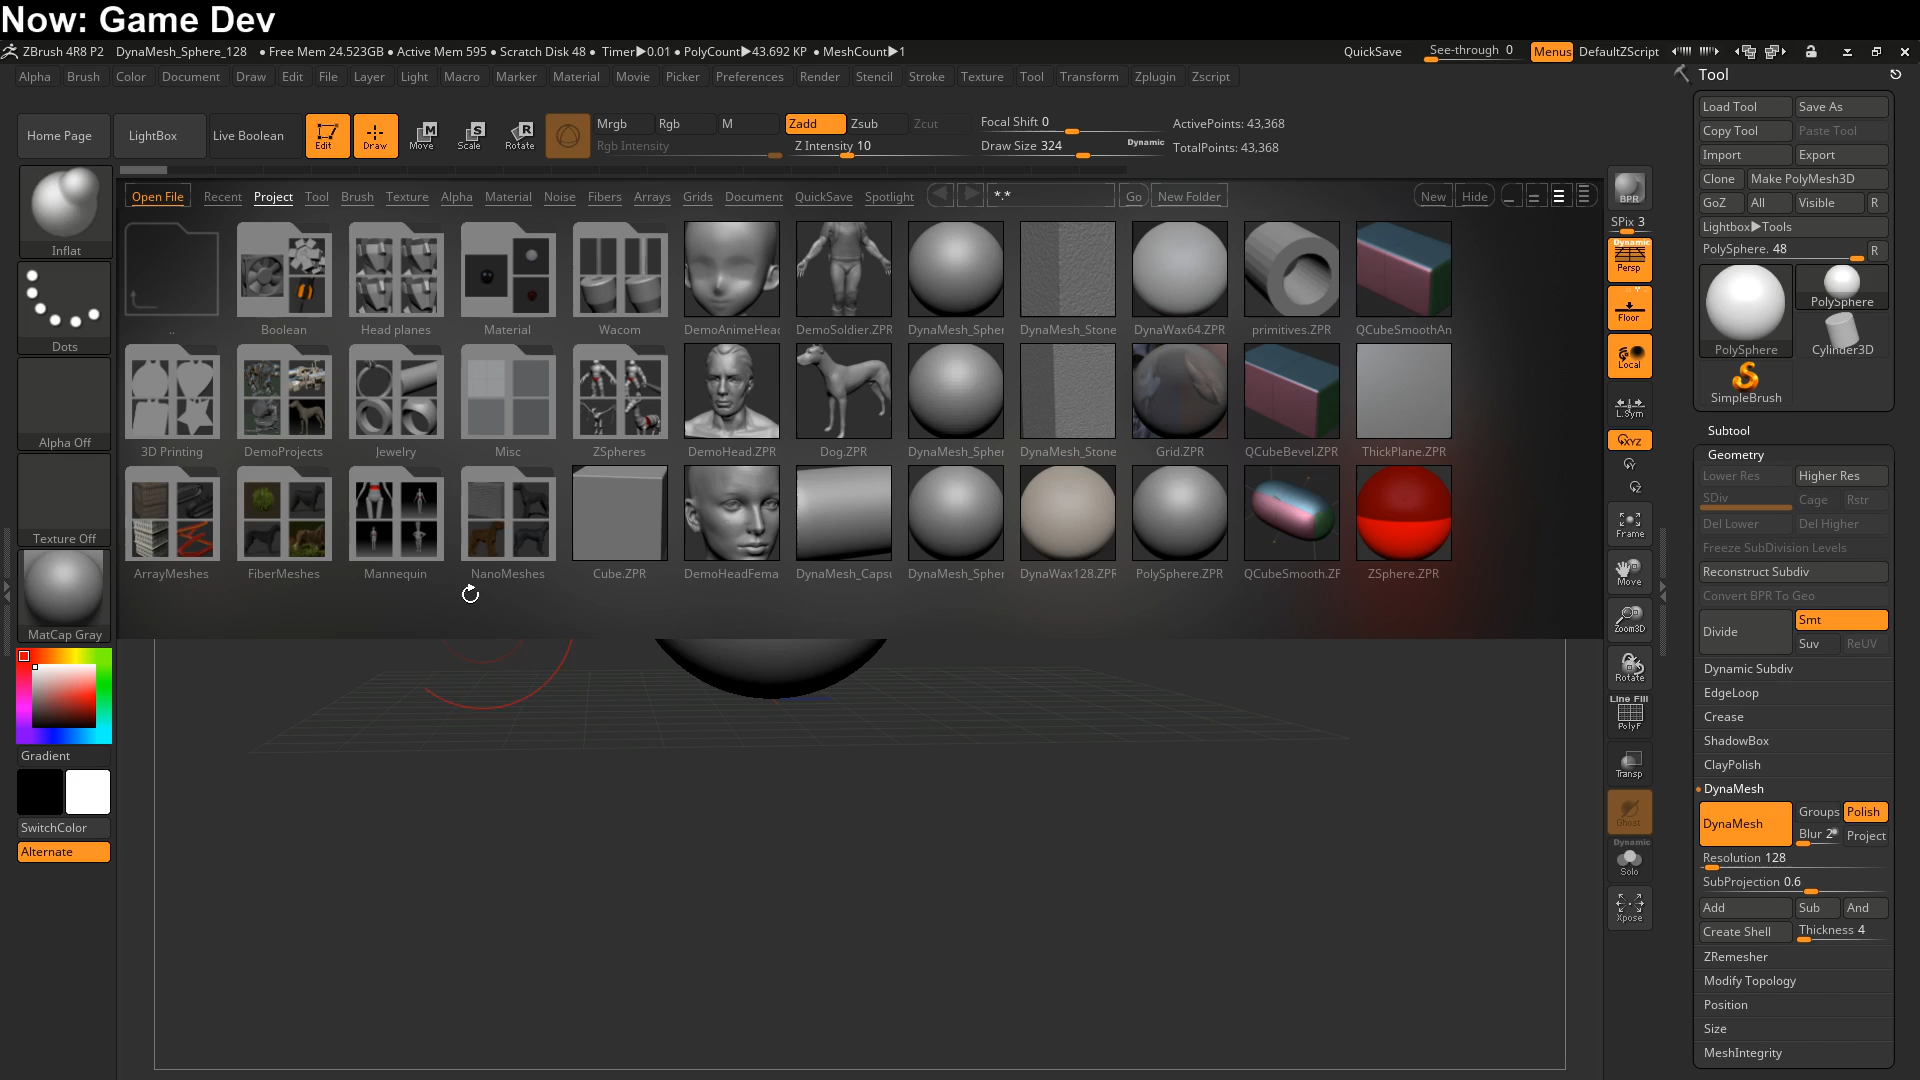 Now: Game Dev
ZBrush 4R8 P2 DynaMesh_Sphere_128 ● Free Mem 24.523GB ● Active Mem 595 ● Scratch Disk 48 ● Timer▶0.01 ● PolyCount▶43.692 KP ● MeshCount▶1 QuickSave See-through 0 Menus DefaultZScript
Alpha Brush Color Document Draw Edit File Layer Light Macro Marker Material Movie Picker Preferences Render Stencil Stroke Texture Tool Transform Zplugin Zscript
Home Page LightBox Live Boolean Edit Draw Move Scale Rotate
Mrgb Rgb M Zadd Zsub Zcut Focal Shift 0 ActivePoints: 43,368
Rgb Intensity Z Intensity 10 Draw Size 324 Dynamic TotalPoints: 43,368
Open File Recent Project Tool Brush Texture Alpha Material Noise Fibers Arrays Grids Document QuickSave Spotlight *.* Go New Folder New Hide
.. Boolean Head planes Material Wacom DemoAnimeHead DemoSoldier.ZPR DynaMesh_Spher DynaMesh_Stone DynaWax64.ZPR primitives.ZPR QCubeSmoothAn
3D Printing DemoProjects Jewelry Misc ZSpheres DemoHead.ZPR Dog.ZPR DynaMesh_Spher DynaMesh_Stone Grid.ZPR QCubeBevel.ZPR ThickPlane.ZPR
ArrayMeshes FiberMeshes Mannequin NanoMeshes Cube.ZPR DemoHeadFema DynaMesh_Capsu DynaMesh_Spher DynaWax128.ZPR PolySphere.ZPR QCubeSmooth.ZP ZSphere.ZPR
Inflat
Dots
Alpha Off
Texture Off
MatCap Gray
Gradient
SwitchColor
Alternate
BPR
SPix 3
Dynamic
Persp
Floor
Local
L.Sym
XYZ
Y
Z
Frame
Move
Zoom3D
Rotate
Line Fill
PolyF
Transp
Ghost
Dynamic
Solo
Xpose
Tool
Load Tool Save As
Copy Tool Paste Tool
Import Export
Clone Make PolyMesh3D
GoZ All Visible R
Lightbox▶Tools
PolySphere. 48 R
PolySphere
PolySphere
Cylinder3D
SimpleBrush
Subtool
Geometry
Lower Res Higher Res
SDiv Cage Rstr
Del Lower Del Higher
Freeze SubDivision Levels
Reconstruct Subdiv
Convert BPR To Geo
Divide Smt
Suv ReUV
Dynamic Subdiv
EdgeLoop
Crease
ShadowBox
ClayPolish
DynaMesh
DynaMesh Groups Polish
Blur 2 Project
Resolution 128
SubProjection 0.6
Add Sub And
Create Shell Thickness 4
ZRemesher
Modify Topology
Position
Size
MeshIntegrity